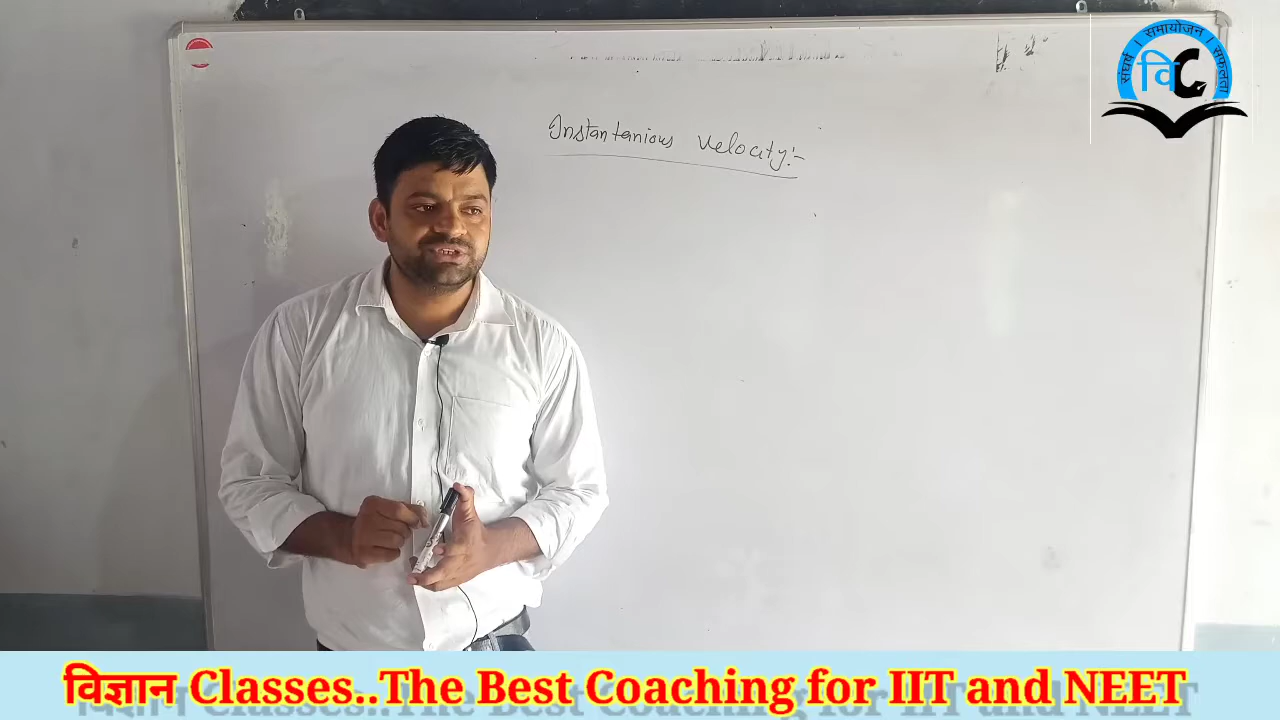 संघर्ष । समायोजन । सफलता
विC
Instantanious Velocity:-
विज्ञान Classes..The Best Coaching for IIT and NEET